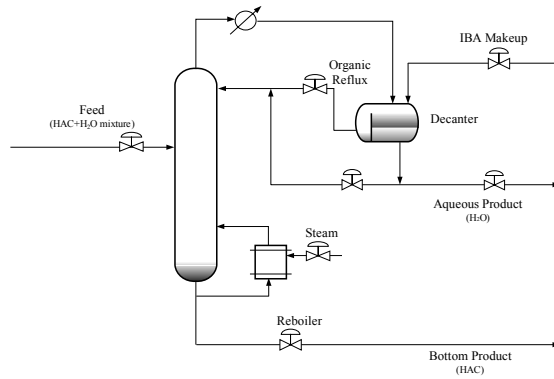 IBA Makeup
Organic
Reflux
Feed
(HAC+H₂O mixture)
Decanter
Aqueous Product
(H₂O)
Steam
Reboiler
Bottom Product
(HAC)